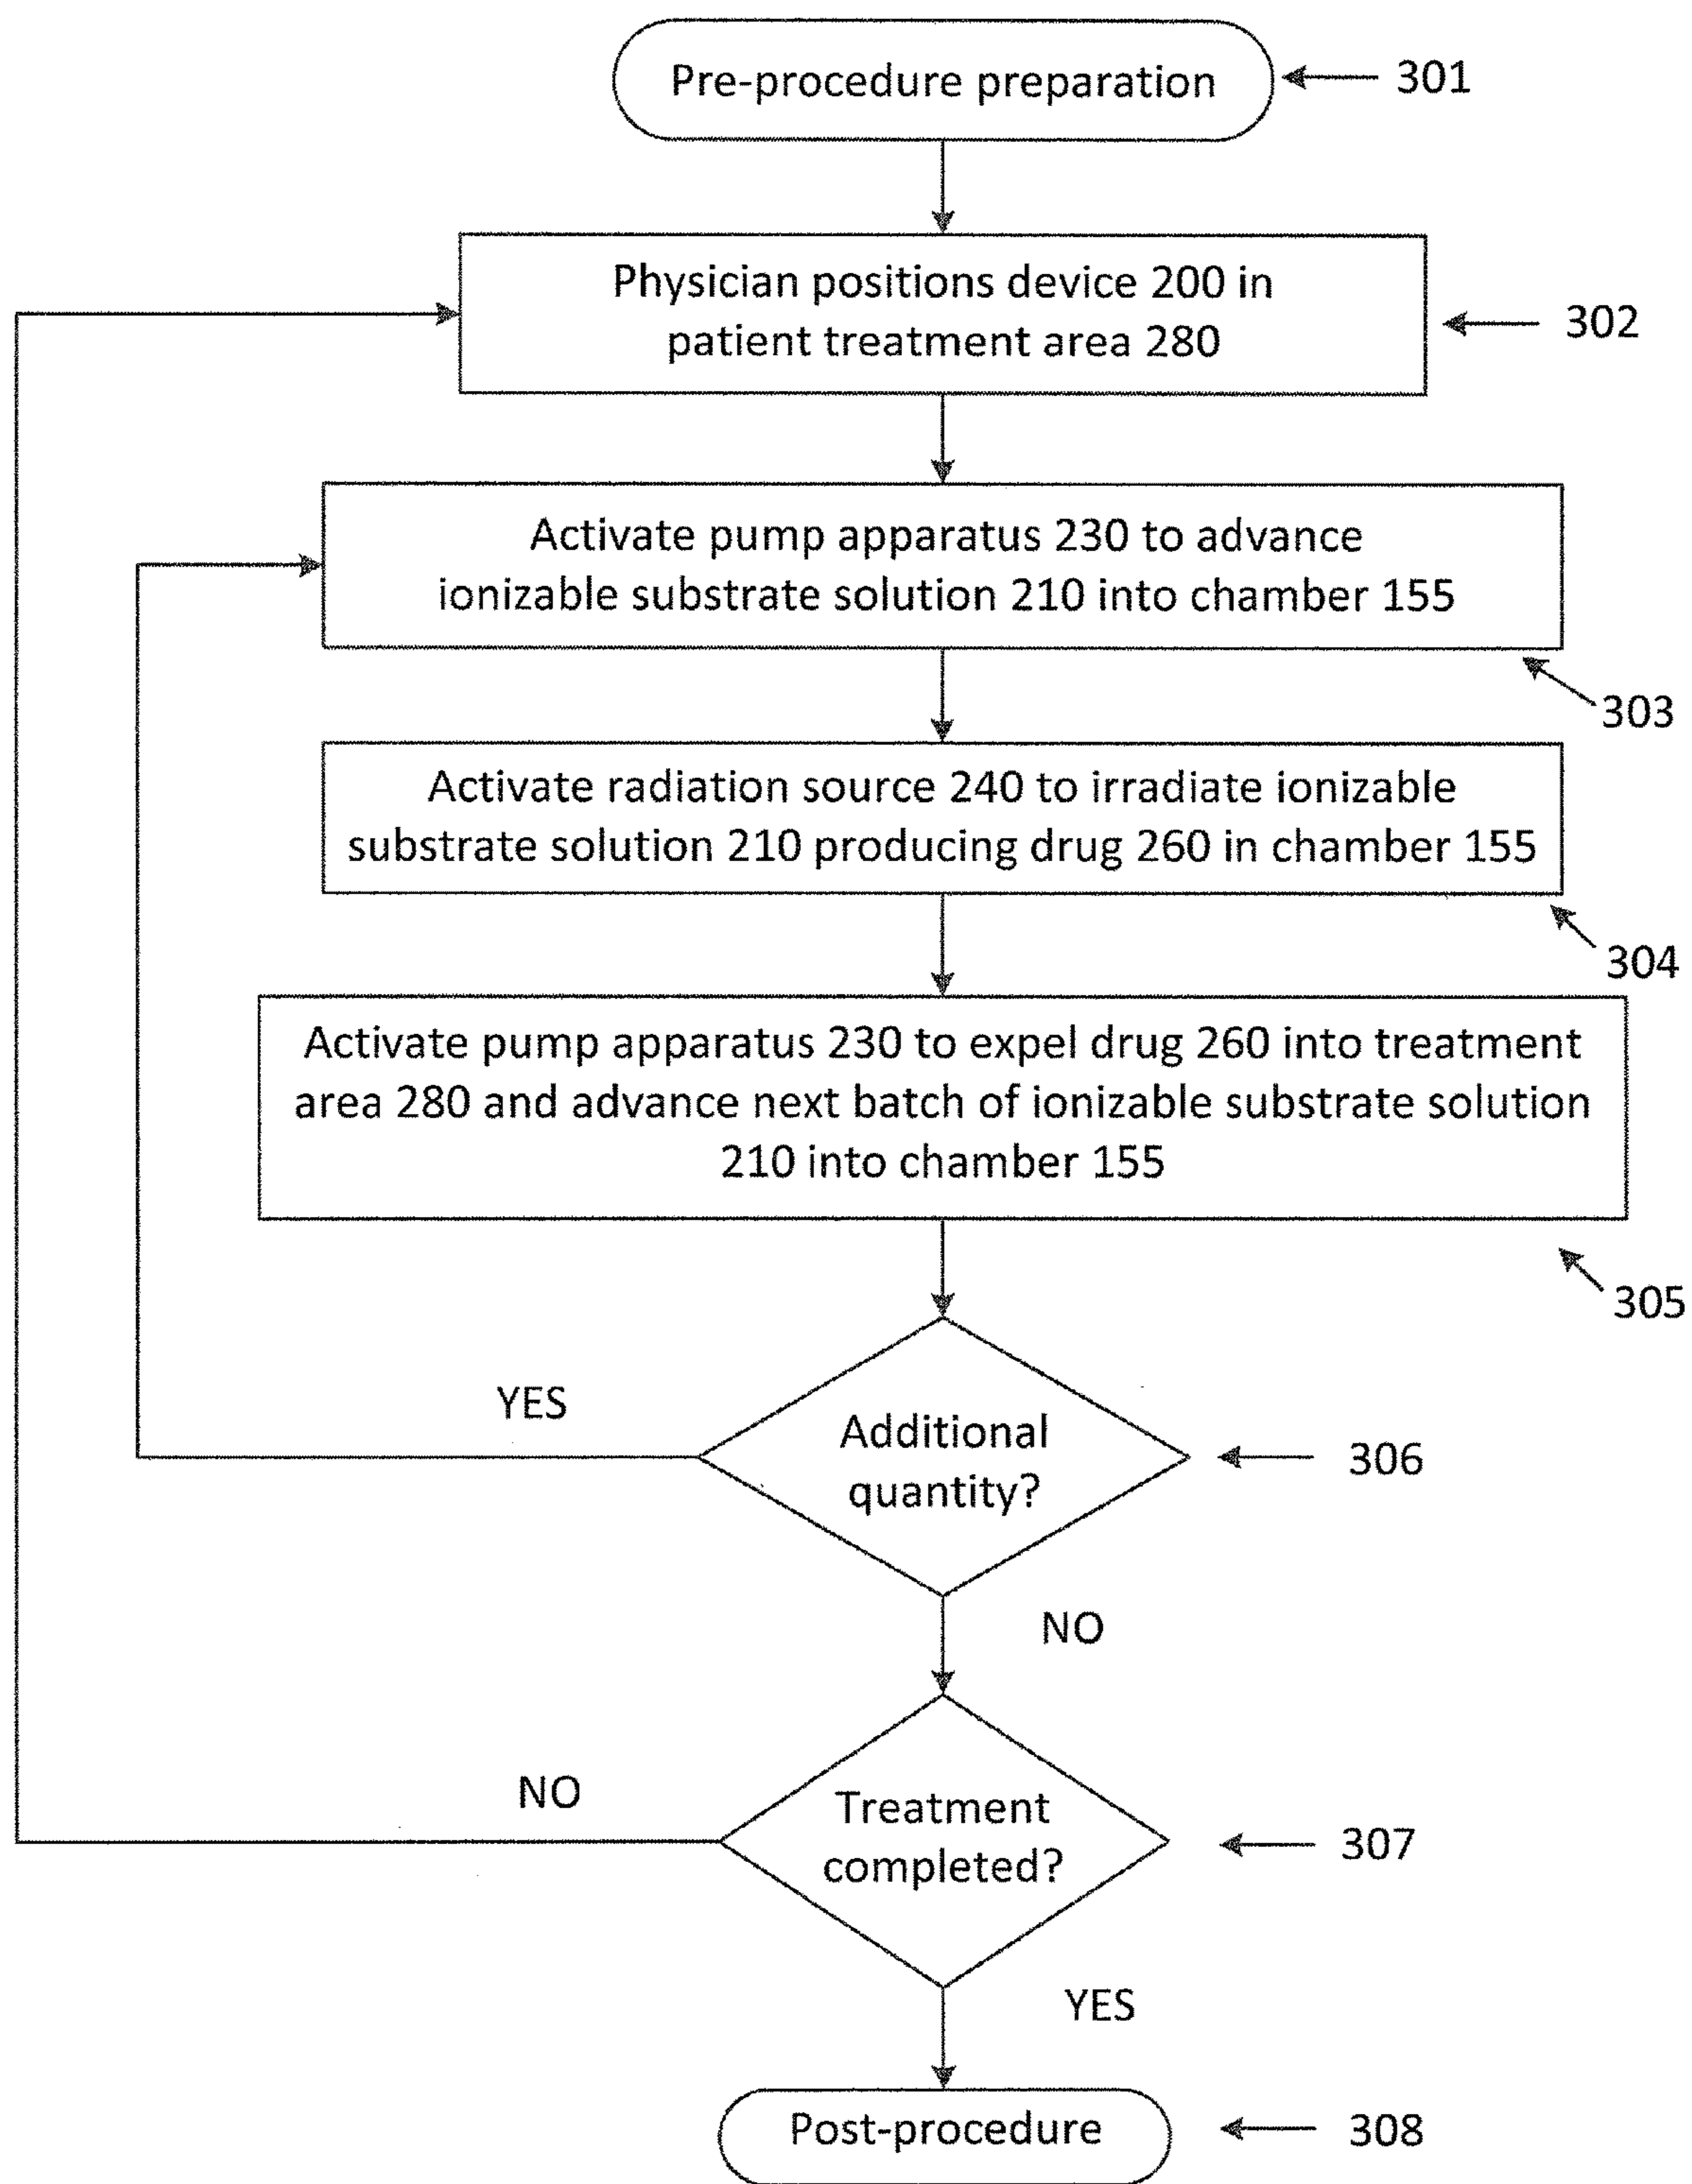 Pre-procedure preparation
301
Physician positions device 200 in
patient treatment area 280
302
Activate pump apparatus 230 to advance
ionizable substrate solution 210 into chamber 155
303
Activate radiation source 240 to irradiate ionizable
substrate solution 210 producing drug 260 in chamber 155
304
Activate pump apparatus 230 to expel drug 260 into treatment
area 280 and advance next batch of ionizable substrate solution
210 into chamber 155
305
YES
Additional
quantity?
306
NO
NO
Treatment
completed?
307
YES
Post-procedure
308